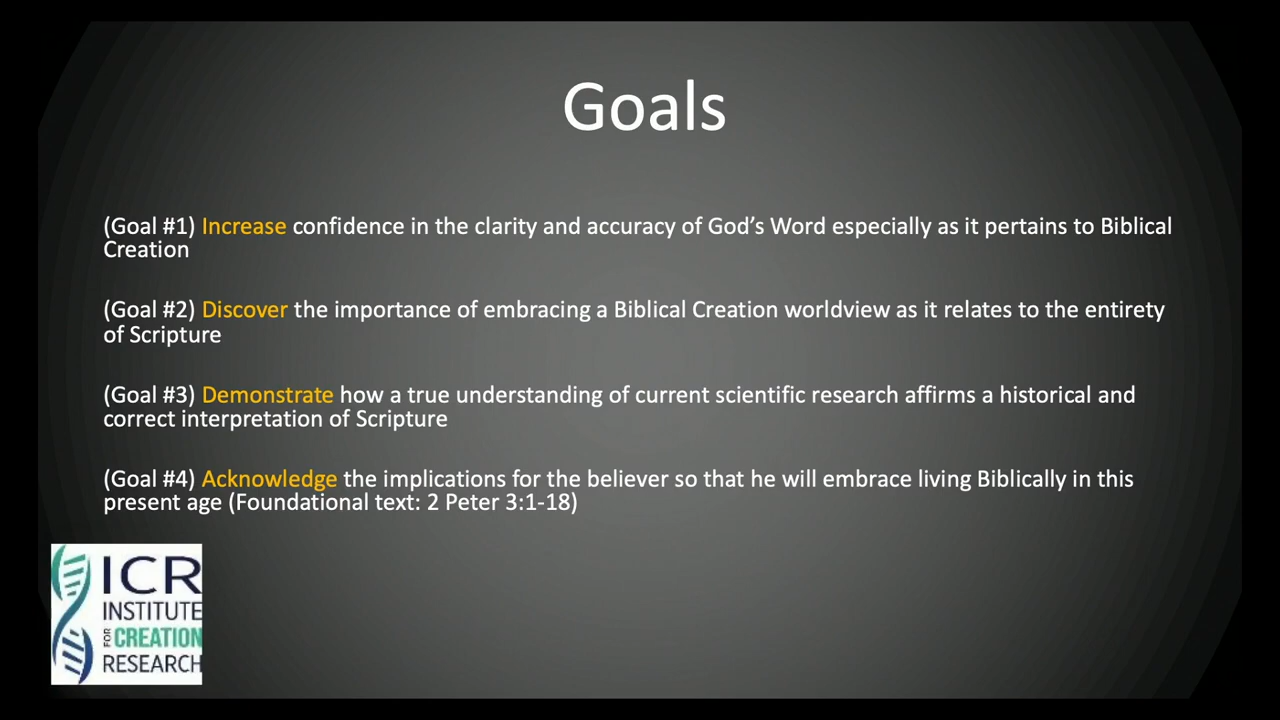 Goals
(Goal #1) Increase confidence in the clarity and accuracy of God’s Word especially as it pertains to Biblical
Creation
(Goal #2) Discover the importance of embracing a Biblical Creation worldview as it relates to the entirety
of Scripture
(Goal #3) Demonstrate how a true understanding of current scientific research affirms a historical and
correct interpretation of Scripture
(Goal #4) Acknowledge the implications for the believer so that he will embrace living Biblically in this
present age (Foundational text: 2 Peter 3:1-18)
ICR
INSTITUTE
FOR CREATION
RESEARCH